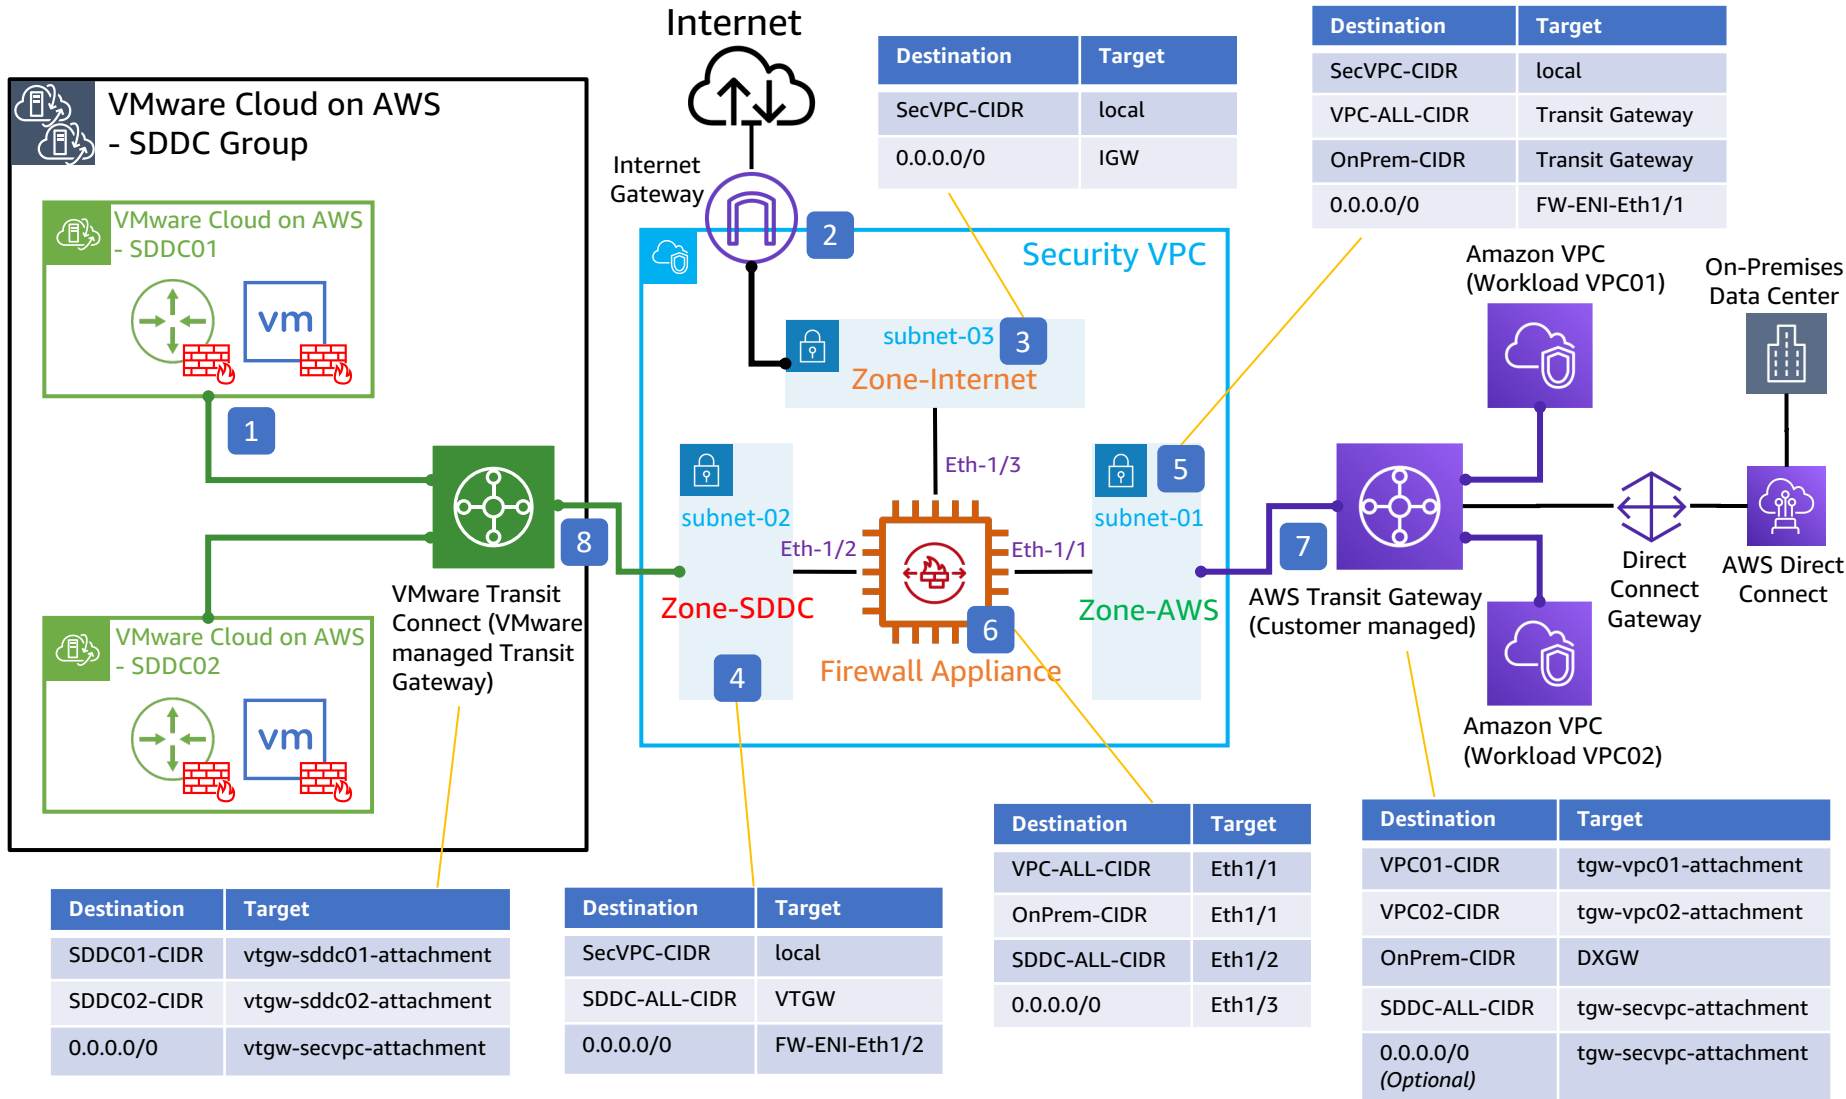 Internet
VMware Cloud on AWS
- SDDC Group
Internet
Gateway
2
VMware Cloud on AWS
- SDDC01
vm
1
VMware Cloud on AWS
- SDDC02
vm
VMware Transit
Connect (VMware
managed Transit
Gateway)
8
Security VPC
subnet-03
3
Zone-Internet
Eth-1/3
subnet-02
Eth-1/2
Zone-SDDC
4
Eth-1/1
6
Firewall Appliance
5
subnet-01
Zone-AWS
7
AWS Transit Gateway
(Customer managed)
Amazon VPC
(Workload VPC01)
Amazon VPC
(Workload VPC02)
Direct
Connect
Gateway
AWS Direct
Connect
On-Premises
Data Center
Destination Target
SecVPC-CIDR local
0.0.0.0/0 IGW
Destination Target
SecVPC-CIDR local
VPC-ALL-CIDR Transit Gateway
OnPrem-CIDR Transit Gateway
0.0.0.0/0 FW-ENI-Eth1/1
Destination Target
SDDC01-CIDR vtgw-sddc01-attachment
SDDC02-CIDR vtgw-sddc02-attachment
0.0.0.0/0 vtgw-secvpc-attachment
Destination Target
SecVPC-CIDR local
SDDC-ALL-CIDR VTGW
0.0.0.0/0 FW-ENI-Eth1/2
Destination Target
VPC-ALL-CIDR Eth1/1
OnPrem-CIDR Eth1/1
SDDC-ALL-CIDR Eth1/2
0.0.0.0/0 Eth1/3
Destination Target
VPC01-CIDR tgw-vpc01-attachment
VPC02-CIDR tgw-vpc02-attachment
OnPrem-CIDR DXGW
SDDC-ALL-CIDR tgw-secvpc-attachment
0.0.0.0/0 tgw-secvpc-attachment
(Optional)